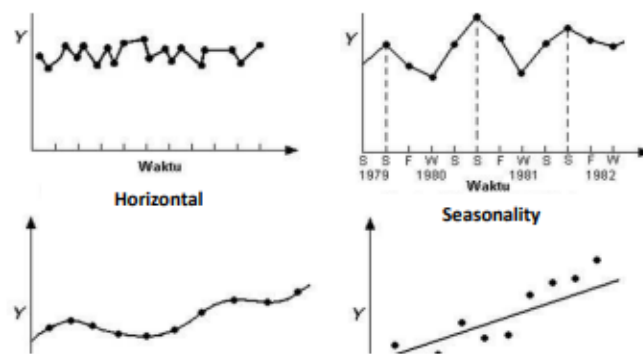 Y
Waktu
Horizontal
Y
S S F W S S F W S S F W
1979 1980 1981 1982
Waktu
Seasonality
Y
Y